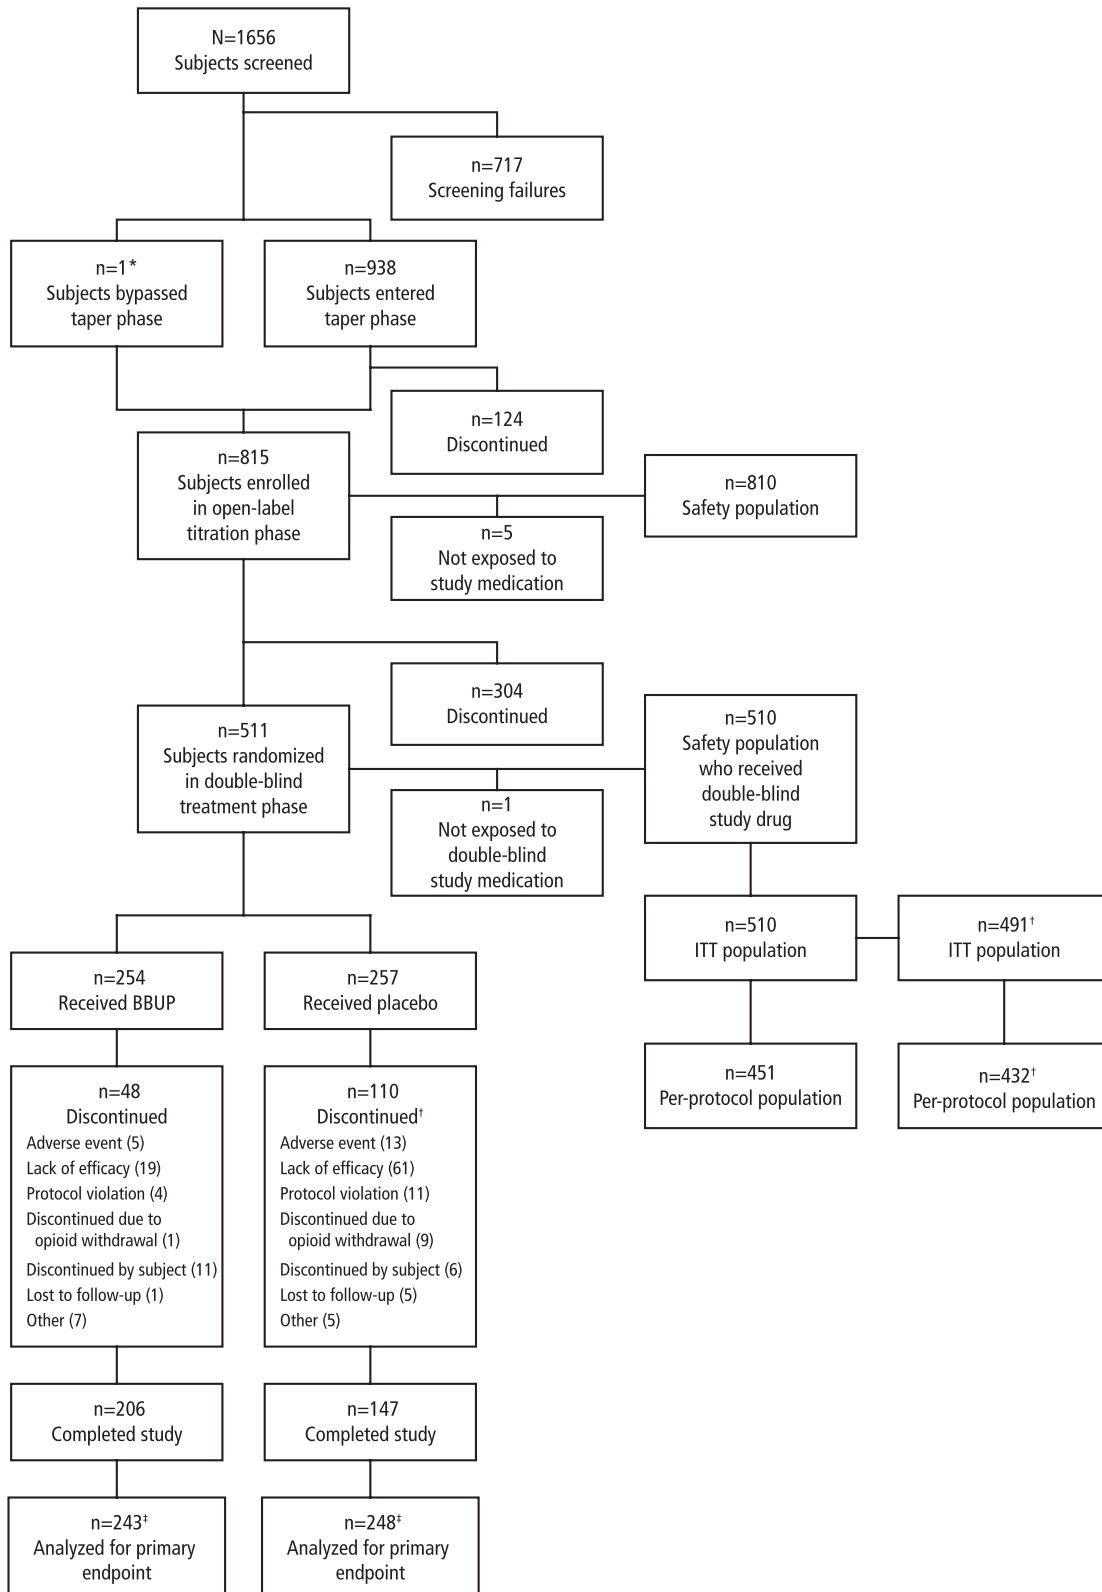 N=1656
Subjects screened
n=717
Screening failures
n=1*
Subjects bypassed
taper phase
n=938
Subjects entered
taper phase
n=124
Discontinued
n=815
Subjects enrolled
in open-label
titration phase
n=810
Safety population
n=5
Not exposed to
study medication
n=304
Discontinued
n=511
Subjects randomized
in double-blind
treatment phase
n=510
Safety population
who received
double-blind
study drug
n=1
Not exposed to
double-blind
study medication
n=510
ITT population
n=491†
ITT population
n=254
Received BBUP
n=257
Received placebo
n=451
Per-protocol population
n=432†
Per-protocol population
n=48
Discontinued
Adverse event (5)
Lack of efficacy (19)
Protocol violation (4)
Discontinued due to
opioid withdrawal (1)
Discontinued by subject (11)
Lost to follow-up (1)
Other (7)
n=110
Discontinued†
Adverse event (13)
Lack of efficacy (61)
Protocol violation (11)
Discontinued due to
opioid withdrawal (9)
Discontinued by subject (6)
Lost to follow-up (5)
Other (5)
n=206
Completed study
n=147
Completed study
n=243‡
Analyzed for primary
endpoint
n=248‡
Analyzed for primary
endpoint